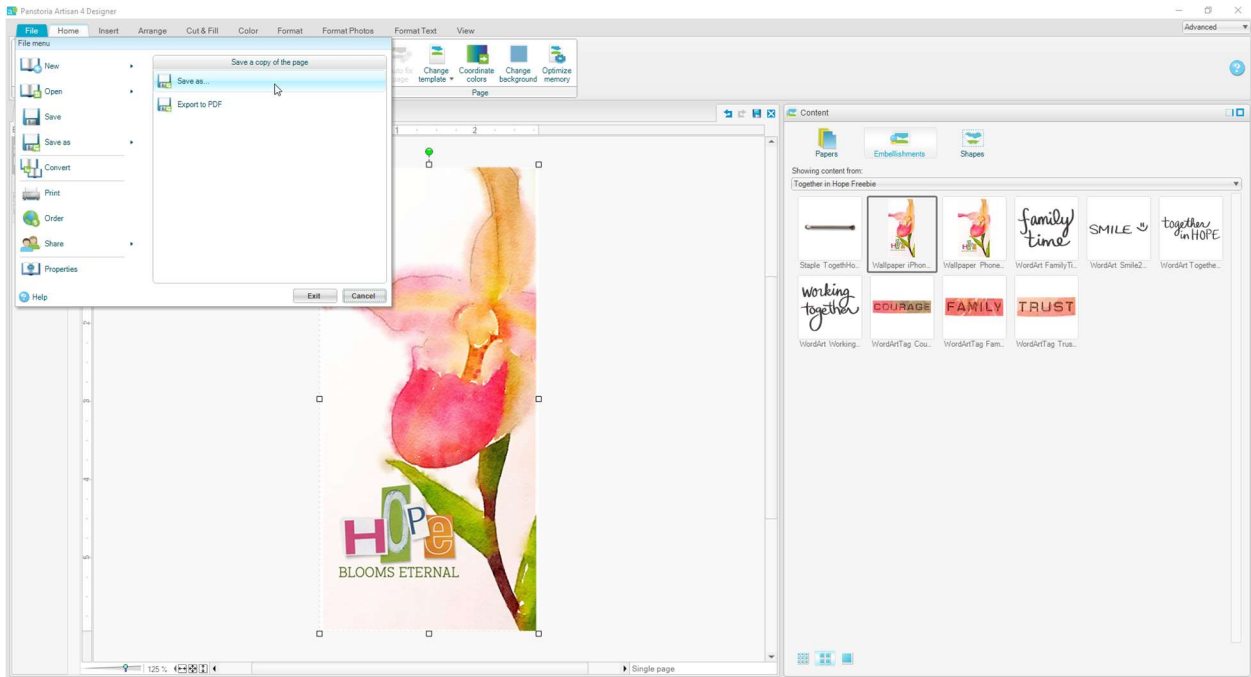 Panstoria Artisan 4 Designer
File Home Insert Arrange Cut & Fill Color Format Format Photos Format Text View
Advanced
File menu
New
Open
Save
Save as
Convert
Print
Order
Share
Properties
Help
Save a copy of the page
Save as...
Export to PDF
Exit Cancel
Change template
Coordinate colors
Change background
Optimize memory
Page
1 2
HOPe
BLOOMS ETERNAL
125 %
Single page
Content
Papers Embellishments Shapes
Showing content from:
Together in Hope Freebie
family time
SMILE
together in HOPE
Staple TogethHo... Wallpaper iPhon... Wallpaper Phone... WordArt FamilyTi... WordArt Smile2... WordArt Togethe...
working together
COURAGE
FAMILY
TRUST
WordArt Working... WordArtTag Cou... WordArtTag Fam... WordArtTag Trus...